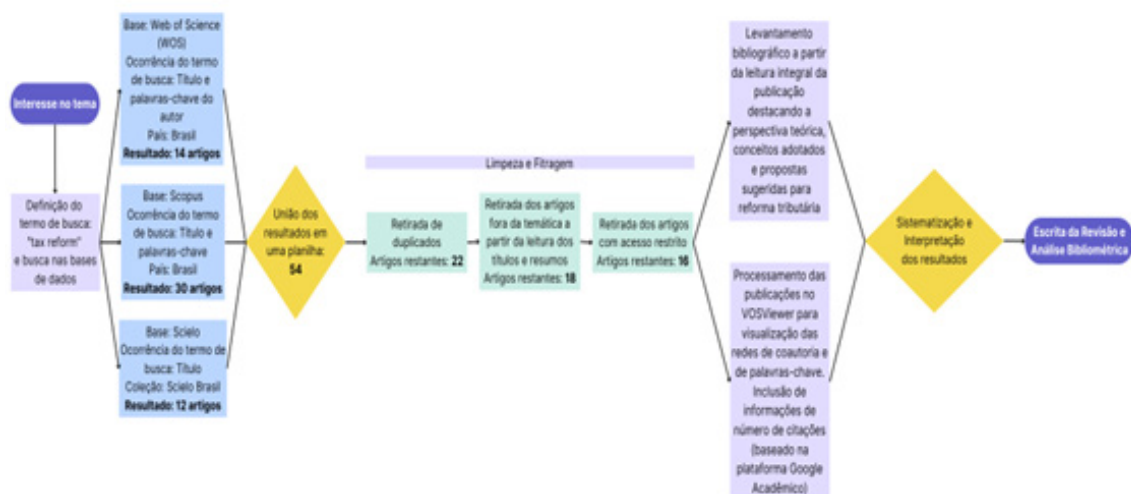 Interesse no tema
Definição do
termo de busca:
"tax reform"
e busca nas bases
de dados
Base: Web of Science
(WOS)
Ocorrência do termo
de busca: Título e
palavras-chave do
autor
País: Brasil
Resultado: 14 artigos
Base: Scopus
Ocorrência do termo
de busca: Título e
palavras-chave
País: Brasil
Resultado: 30 artigos
Base: Scielo
Ocorrência do termo de
busca: Título
Coleção: Scielo Brasil
Resultado: 12 artigos
União dos
resultados em
uma planilha:
54
Limpeza e Fitragem
Retirada de
duplicados
Artigos restantes: 22
Retirada dos artigos
fora da temática a
partir da leitura dos
títulos e resumos
Artigos restantes: 18
Retirada dos artigos
com acesso restrito
Artigos restantes: 16
Levantamento
bibliográfico a partir
da leitura integral da
publicação
destacando a
perspectiva teórica,
conceitos adotados
e propostas
sugeridas para
reforma tributária
Processamento das
publicações no
VOSViewer para
visualização das
redes de coautoria e
de palavras-chave.
Inclusão de
informações de
número de citações
(baseado na
plataforma Google
Acadêmico)
Sistematização e
Interpretação
dos resultados
Escrita da Revisão e
Análise Bibliométrica